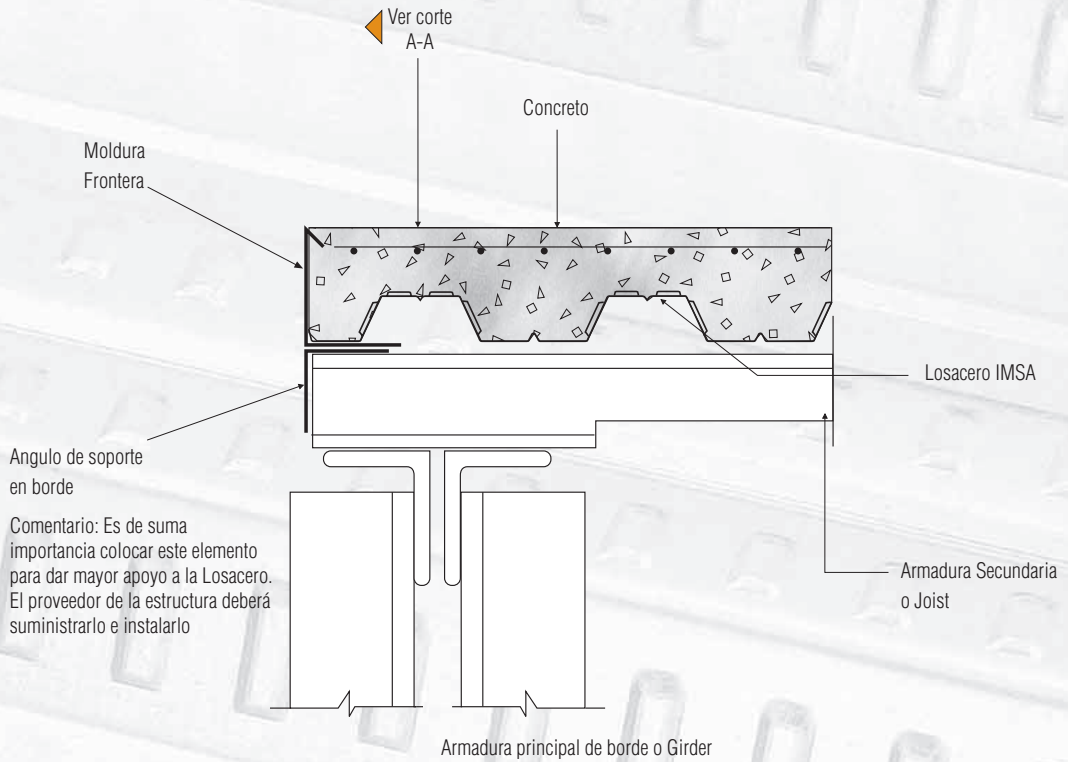 Ver corte
A-A
Concreto
Moldura
Frontera
Losacero IMSA
Angulo de soporte
en borde
Comentario: Es de suma
importancia colocar este elemento
para dar mayor apoyo a la Losacero.
El proveedor de la estructura deberá
suministrarlo e instalarlo
Armadura Secundaria
o Joist
Armadura principal de borde o Girder